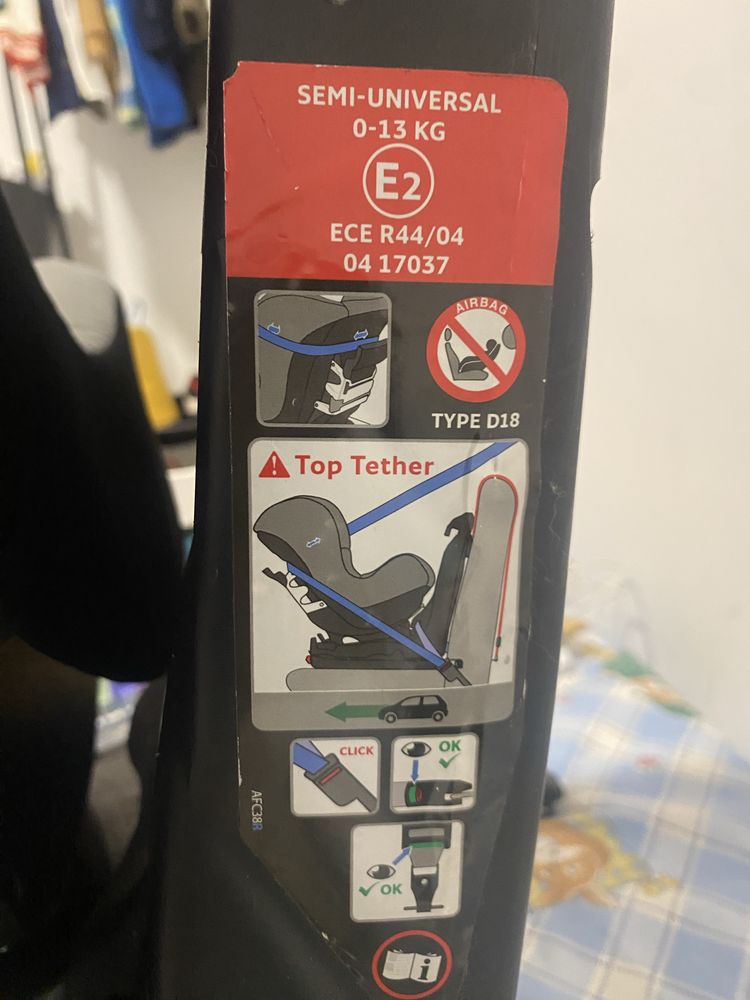 SEMI-UNIVERSAL
0-13 KG
E2
ECE R44/04
04 17037
AIRBAG
TYPE D18
Top Tether
CLICK
OK
OK
AFC38R
i